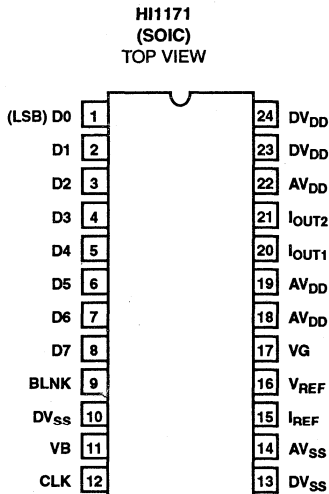 HI1171
(SOIC)
TOP VIEW
(LSB) D0 1 24 DVDD
D1 2 23 DVDD
D2 3 22 AVDD
D3 4 21 IOUT2
D4 5 20 IOUT1
D5 6 19 AVDD
D6 7 18 AVDD
D7 8 17 VG
BLNK 9 16 VREF
DVSS 10 15 IREF
VB 11 14 AVSS
CLK 12 13 DVSS